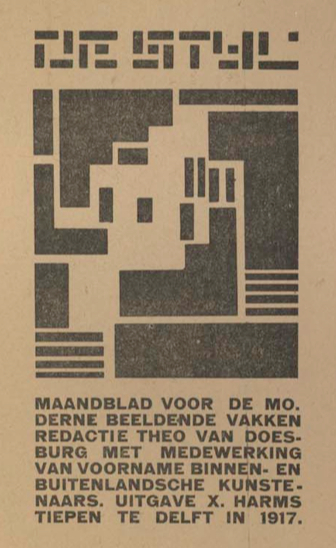 DE STIJL
MAANDBLAD VOOR DE MO.
DERNE BEELDENDE VAKKEN
REDACTIE THEO VAN DOES-
BURG MET MEDEWERKING
VAN VOORNAME BINNEN- EN
BUITENLANDSCHE KUNSTE-
NAARS. UITGAVE X. HARMS
TIEPEN TE DELFT IN 1917.